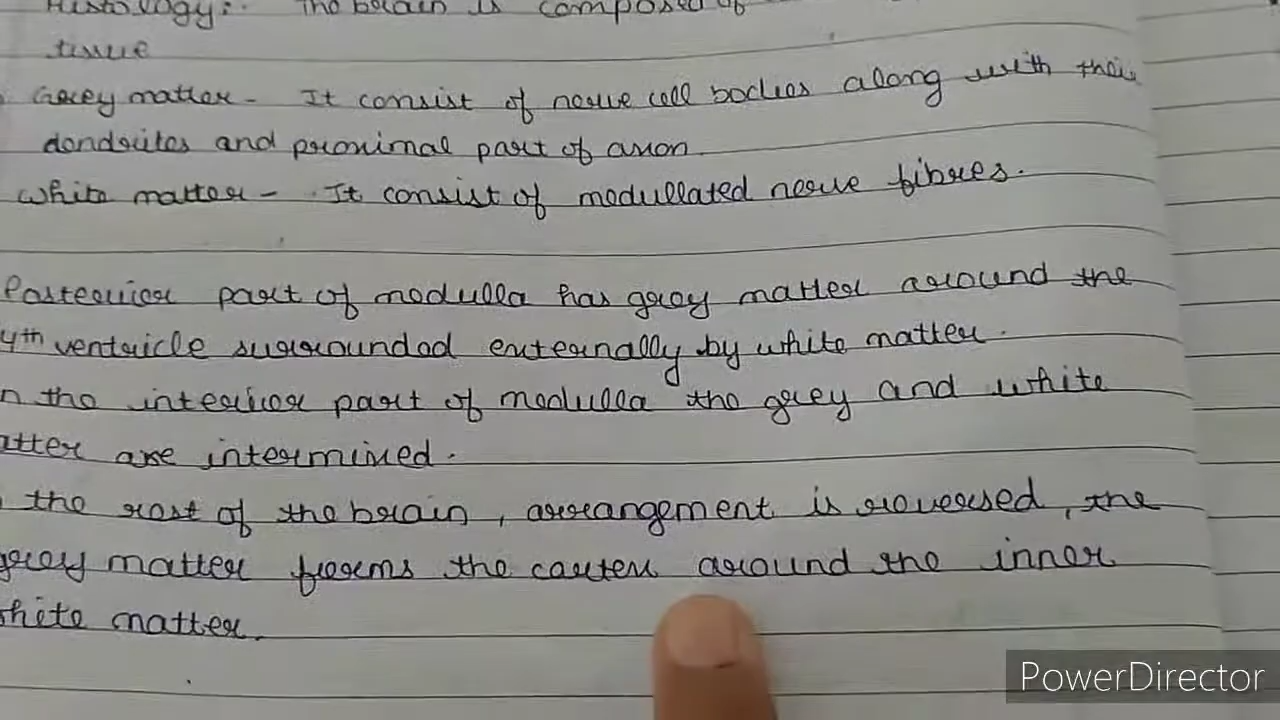 Histology:- The brain is composed of
tissue
Grey matter - It consist of nerve cell bodies along with their
dendrites and proximal part of axon
White matter - It consist of medullated nerve fibres.
Posterior part of medulla has grey matter around the
4th ventricle surrounded externally by white matter.
n the interior part of medulla the grey and white
atter are intermixed.
the rest of the brain, arrangement is reversed, the
grey matter forms the cortex around the inner
white matter.
PowerDirector